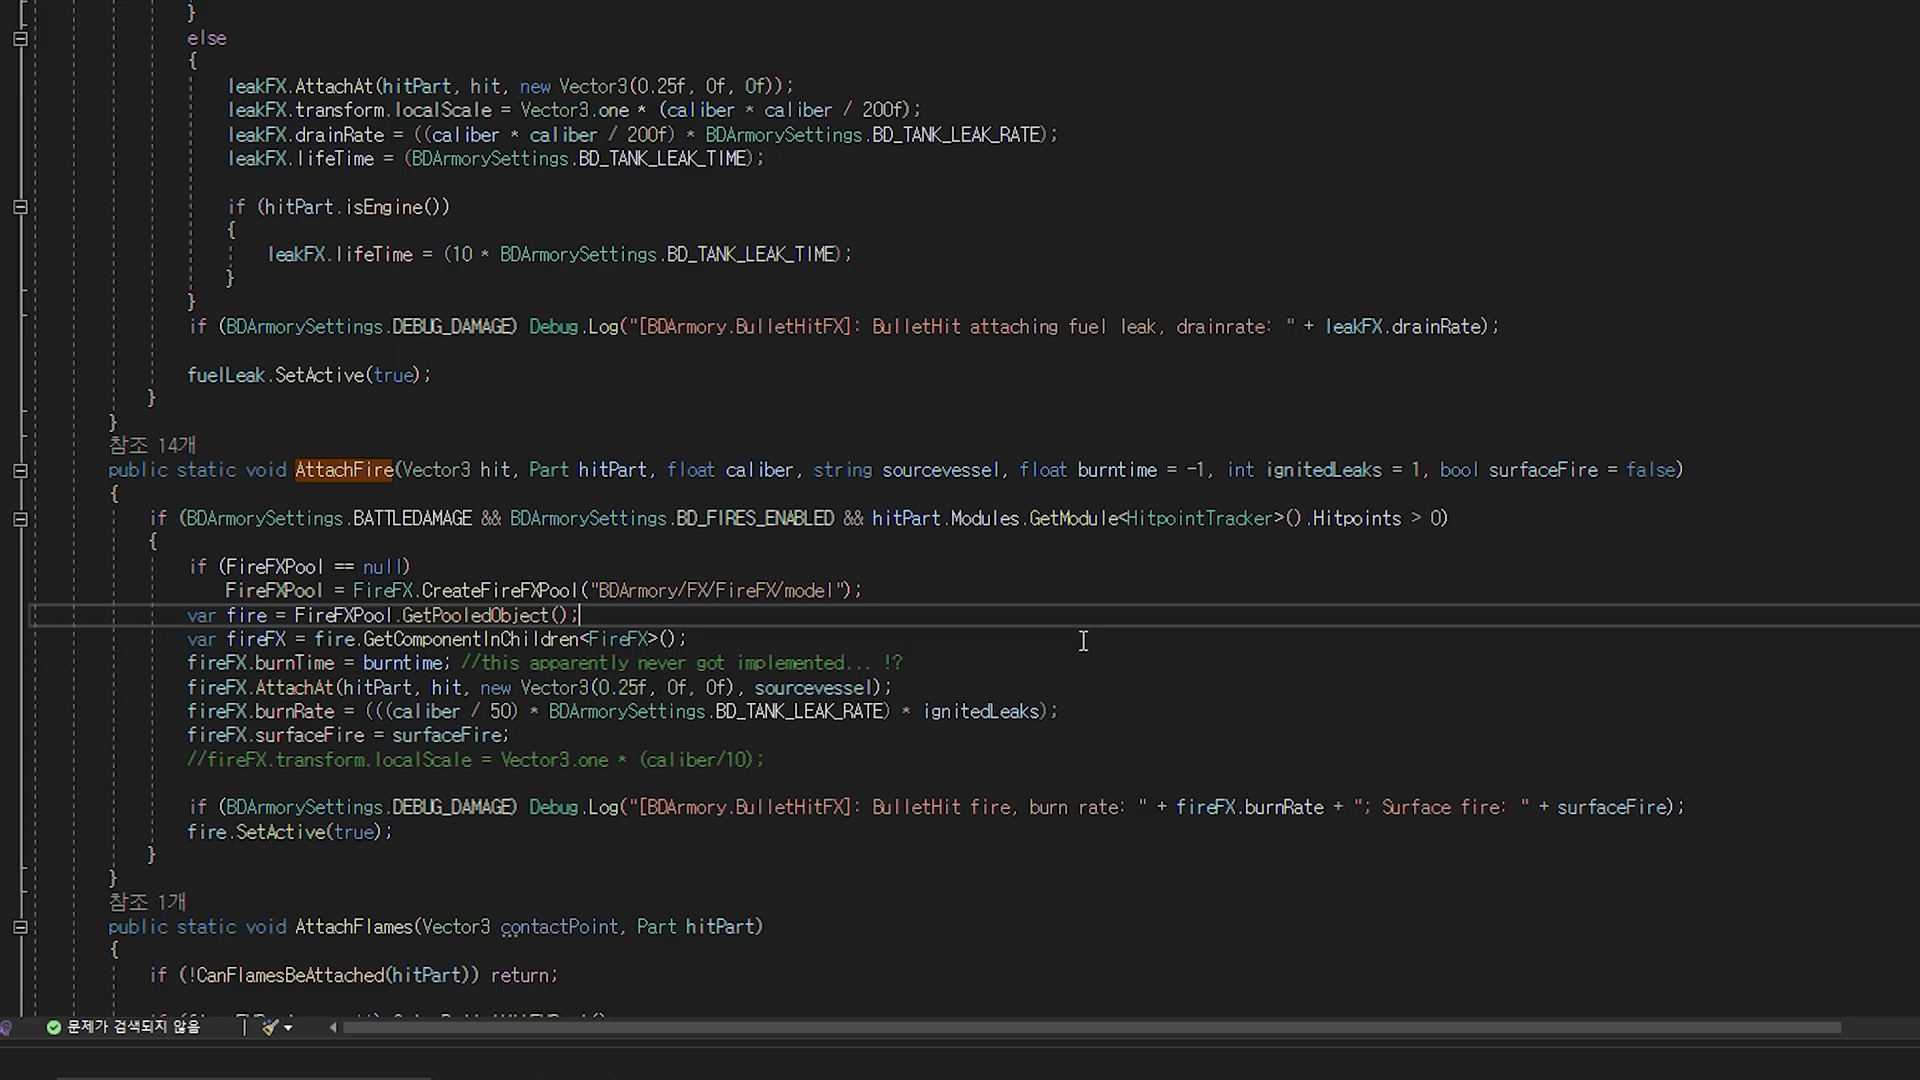 }
else
{
leakFX.AttachAt(hitPart, hit, new Vector3(0.25f, 0f, 0f));
leakFX.transform.localScale = Vector3.one * (caliber * caliber / 200f);
leakFX.drainRate = ((caliber * caliber / 200f) * BDArmorySettings.BD_TANK_LEAK_RATE);
leakFX.lifeTime = (BDArmorySettings.BD_TANK_LEAK_TIME);
if (hitPart.isEngine())
{
leakFX.lifeTime = (10 * BDArmorySettings.BD_TANK_LEAK_TIME);
}
}
if (BDArmorySettings.DEBUG_DAMAGE) Debug.Log("[BDArmory.BulletHitFX]: BulletHit attaching fuel leak, drainrate: " + leakFX.drainRate);
fuelLeak.SetActive(true);
}
}
참조 14개
public static void AttachFire(Vector3 hit, Part hitPart, float caliber, string sourcevessel, float burntime = -1, int ignitedLeaks = 1, bool surfaceFire = false)
{
if (BDArmorySettings.BATTLEDAMAGE && BDArmorySettings.BD_FIRES_ENABLED && hitPart.Modules.GetModule<HitpointTracker>().Hitpoints > 0)
{
if (FireFXPool == null)
FireFXPool = FireFX.CreateFireFXPool("BDArmory/FX/FireFX/model");
var fire = FireFXPool.GetPooledObject();
var fireFX = fire.GetComponentInChildren<FireFX>();
fireFX.burnTime = burntime; //this apparently never got implemented... !?
fireFX.AttachAt(hitPart, hit, new Vector3(0.25f, 0f, 0f), sourcevessel);
fireFX.burnRate = (((caliber / 50) * BDArmorySettings.BD_TANK_LEAK_RATE) * ignitedLeaks);
fireFX.surfaceFire = surfaceFire;
//fireFX.transform.localScale = Vector3.one * (caliber/10);
if (BDArmorySettings.DEBUG_DAMAGE) Debug.Log("[BDArmory.BulletHitFX]: BulletHit fire, burn rate: " + fireFX.burnRate + "; Surface fire: " + surfaceFire);
fire.SetActive(true);
}
}
참조 1개
public static void AttachFlames(Vector3 contactPoint, Part hitPart)
{
if (!CanFlamesBeAttached(hitPart)) return;
문제가 검색되지 않음